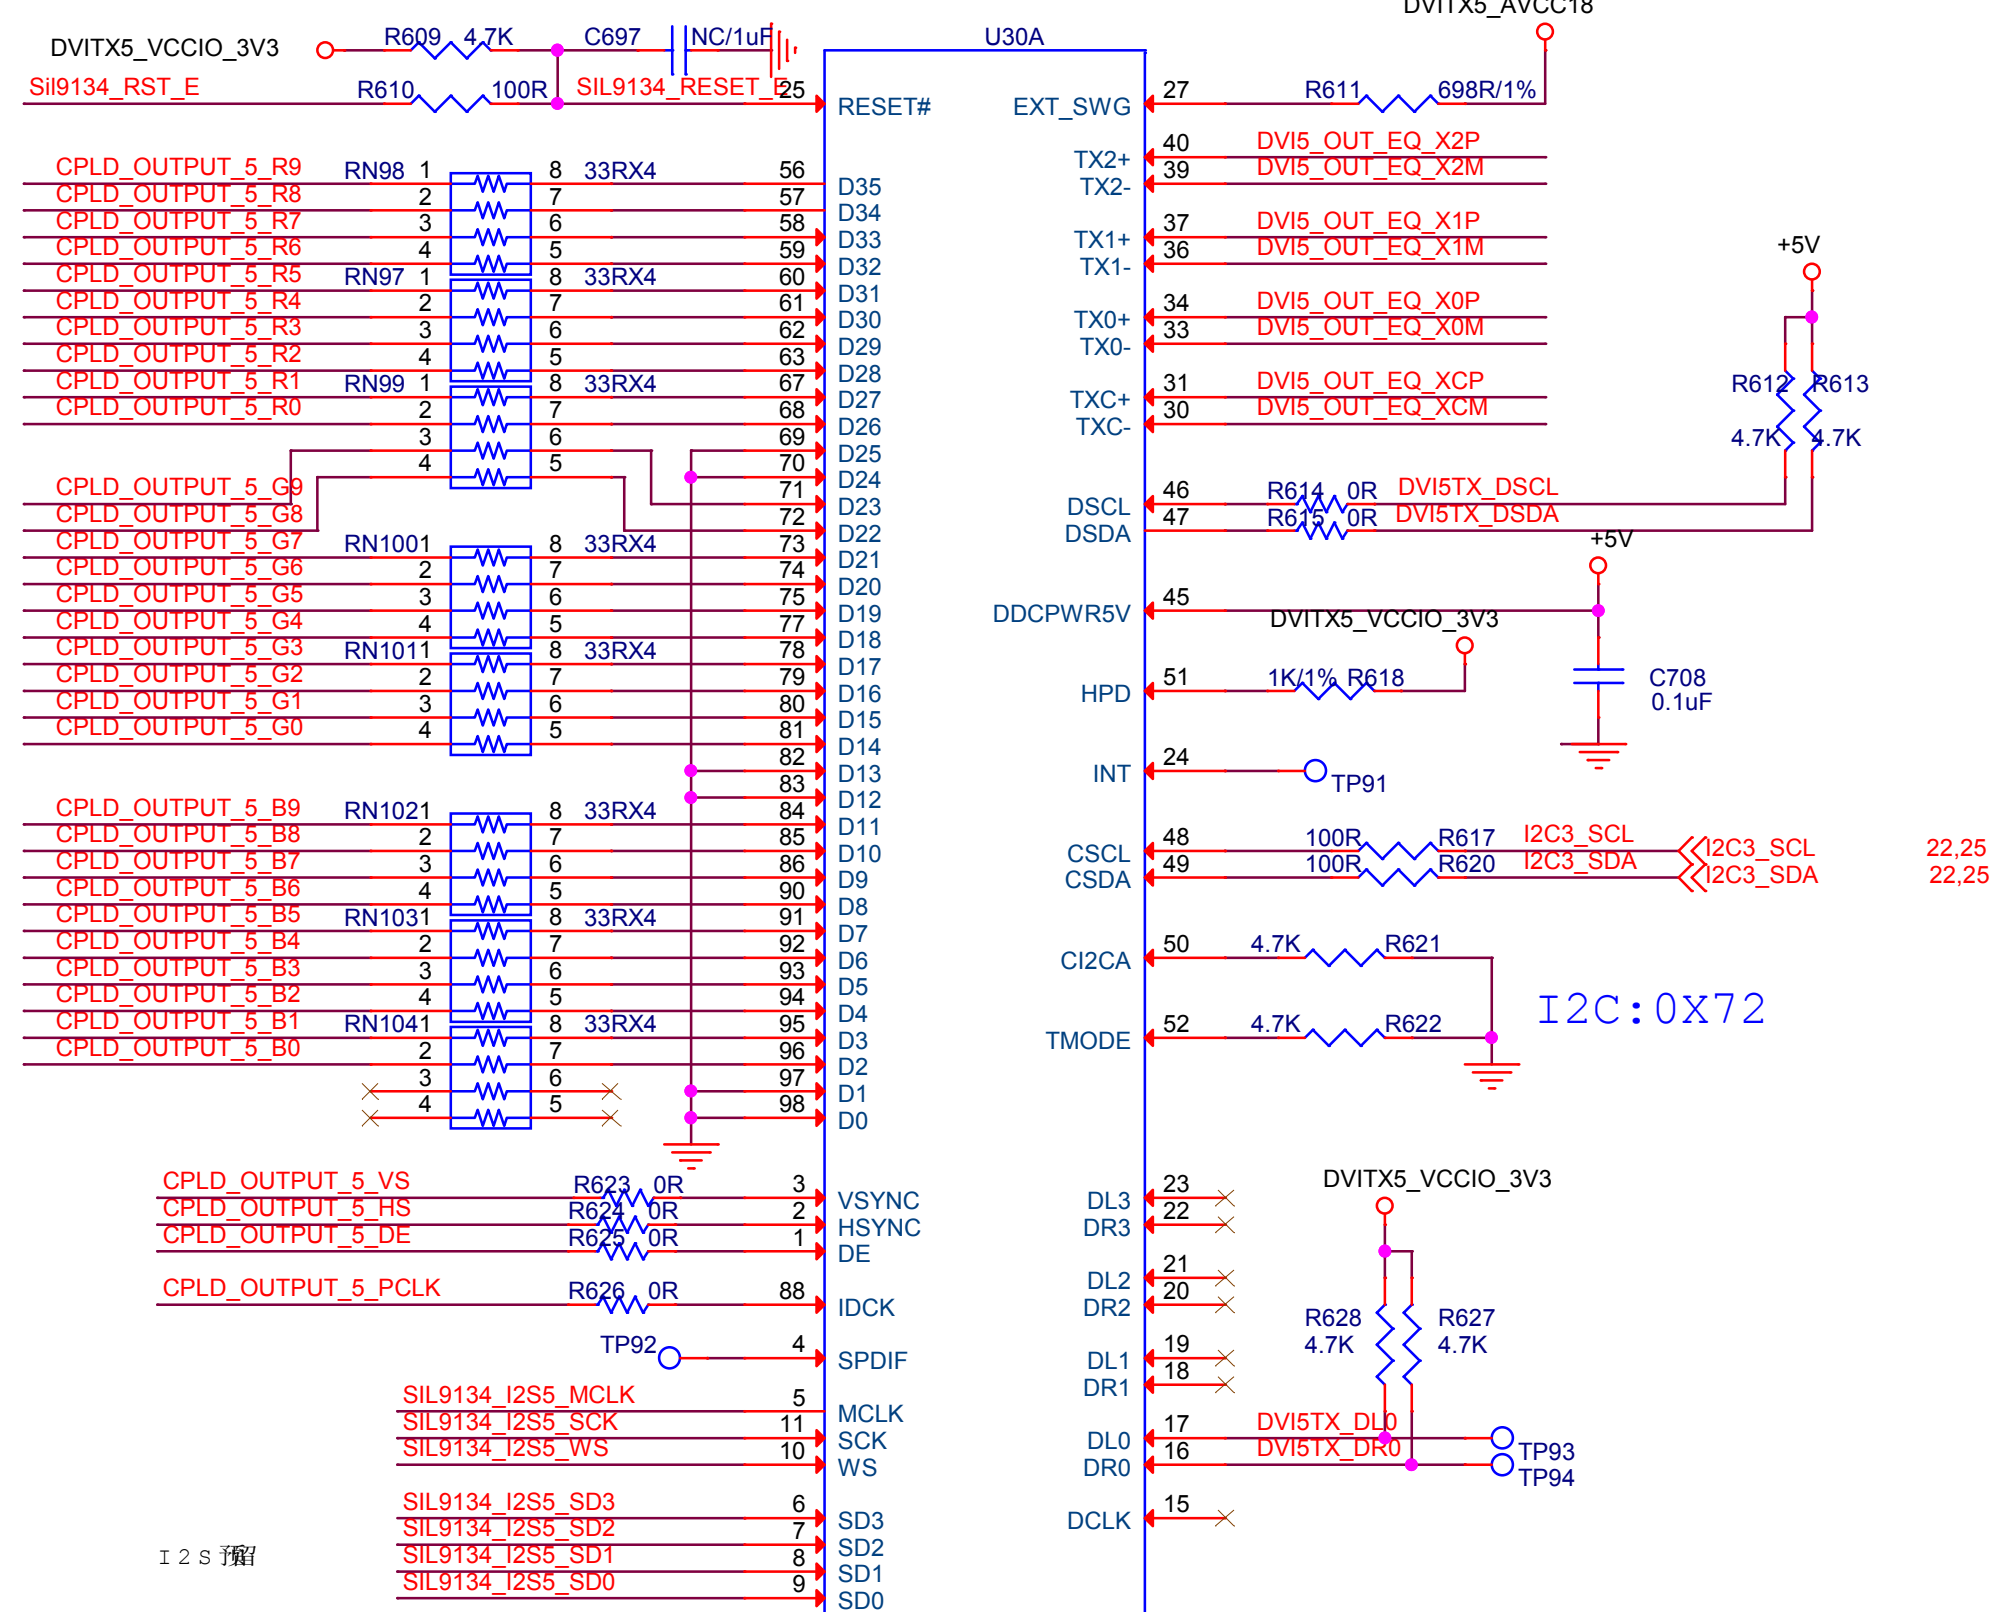 DVITX5_AVCC18
DVITX5_VCCIO_3V3 R609 4.7K C697 NC/1uF U30A
Sil9134_RST_E R610 100R SIL9134_RESET_E 25 RESET# EXT_SWG 27 R611 698R/1%
TX2+ 40 DVI5_OUT_EQ_X2P
CPLD_OUTPUT_5_R9 RN98 1 8 33RX4 56 D35 TX2- 39 DVI5_OUT_EQ_X2M
CPLD_OUTPUT_5_R8 2 7 57 D34
CPLD_OUTPUT_5_R7 3 6 58 D33 TX1+ 37 DVI5_OUT_EQ_X1P
CPLD_OUTPUT_5_R6 4 5 59 D32 TX1- 36 DVI5_OUT_EQ_X1M +5V
CPLD_OUTPUT_5_R5 RN97 1 8 33RX4 60 D31
CPLD_OUTPUT_5_R4 2 7 61 D30 TX0+ 34 DVI5_OUT_EQ_X0P
CPLD_OUTPUT_5_R3 3 6 62 D29 TX0- 33 DVI5_OUT_EQ_X0M
CPLD_OUTPUT_5_R2 4 5 63 D28
CPLD_OUTPUT_5_R1 RN99 1 8 33RX4 67 D27 TXC+ 31 DVI5_OUT_EQ_XCP R612 R613
CPLD_OUTPUT_5_R0 2 7 68 D26 TXC- 30 DVI5_OUT_EQ_XCM
3 6 69 D25 4.7K 4.7K
4 5 70 D24
CPLD_OUTPUT_5_G9 71 D23 DSCL 46 R614 0R DVI5TX_DSCL
CPLD_OUTPUT_5_G8 72 D22 DSDA 47 R615 0R DVI5TX_DSDA
CPLD_OUTPUT_5_G7 RN100 1 8 33RX4 73 D21 +5V
CPLD_OUTPUT_5_G6 2 7 74 D20
CPLD_OUTPUT_5_G5 3 6 75 D19 DDCPWR5V 45
CPLD_OUTPUT_5_G4 4 5 77 D18 DVITX5_VCCIO_3V3
CPLD_OUTPUT_5_G3 RN101 1 8 33RX4 78 D17
CPLD_OUTPUT_5_G2 2 7 79 D16 HPD 51 1K/1% R618 C708
CPLD_OUTPUT_5_G1 3 6 80 D15 0.1uF
CPLD_OUTPUT_5_G0 4 5 81 D14
82 D13 INT 24 TP91
83 D12
CPLD_OUTPUT_5_B9 RN102 1 8 33RX4 84 D11
CPLD_OUTPUT_5_B8 2 7 85 D10 CSCL 48 100R R617 I2C3_SCL I2C3_SCL 22,25
CPLD_OUTPUT_5_B7 3 6 86 D9 CSDA 49 100R R620 I2C3_SDA I2C3_SDA 22,25
CPLD_OUTPUT_5_B6 4 5 90 D8
CPLD_OUTPUT_5_B5 RN103 1 8 33RX4 91 D7
CPLD_OUTPUT_5_B4 2 7 92 D6 CI2CA 50 4.7K R621
CPLD_OUTPUT_5_B3 3 6 93 D5
CPLD_OUTPUT_5_B2 4 5 94 D4 I2C:0X72
CPLD_OUTPUT_5_B1 RN104 1 8 33RX4 95 D3 TMODE 52 4.7K R622
CPLD_OUTPUT_5_B0 2 7 96 D2
3 6 97 D1
4 5 98 D0
CPLD_OUTPUT_5_VS R623 0R 3 VSYNC DL3 23 DVITX5_VCCIO_3V3
CPLD_OUTPUT_5_HS R624 0R 2 HSYNC DR3 22
CPLD_OUTPUT_5_DE R625 0R 1 DE
DL2 21
CPLD_OUTPUT_5_PCLK R626 0R 88 IDCK DR2 20 R628 R627
4.7K 4.7K
TP92 4 SPDIF DL1 19
DR1 18
SIL9134_I2S5_MCLK 5 MCLK
SIL9134_I2S5_SCK 11 SCK DL0 17 DVI5TX_DL0 TP93
SIL9134_I2S5_WS 10 WS DR0 16 DVI5TX_DR0 TP94
SIL9134_I2S5_SD3 6 SD3 DCLK 15
SIL9134_I2S5_SD2 7 SD2
I2S预留 SIL9134_I2S5_SD1 8 SD1
SIL9134_I2S5_SD0 9 SD0